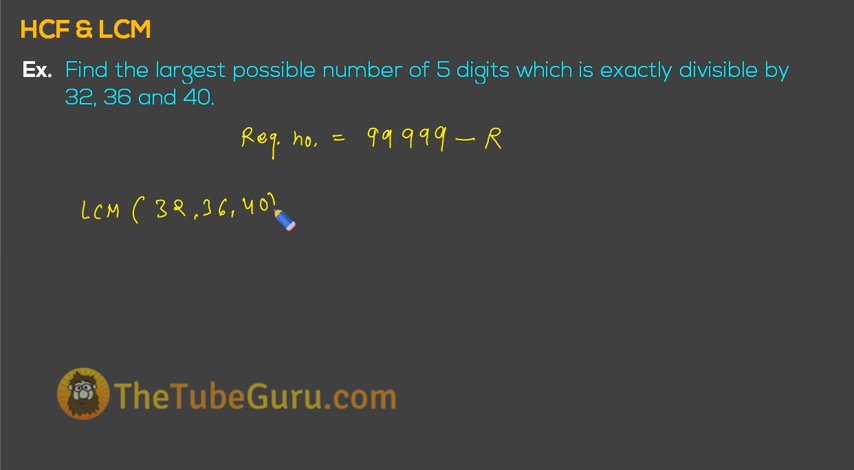 HCF & LCM
Ex. Find the largest possible number of 5 digits which is exactly divisible by
32, 36 and 40.
Req. no. = 99999 - R
LCM (32, 36, 40)
TheTubeGuru.com